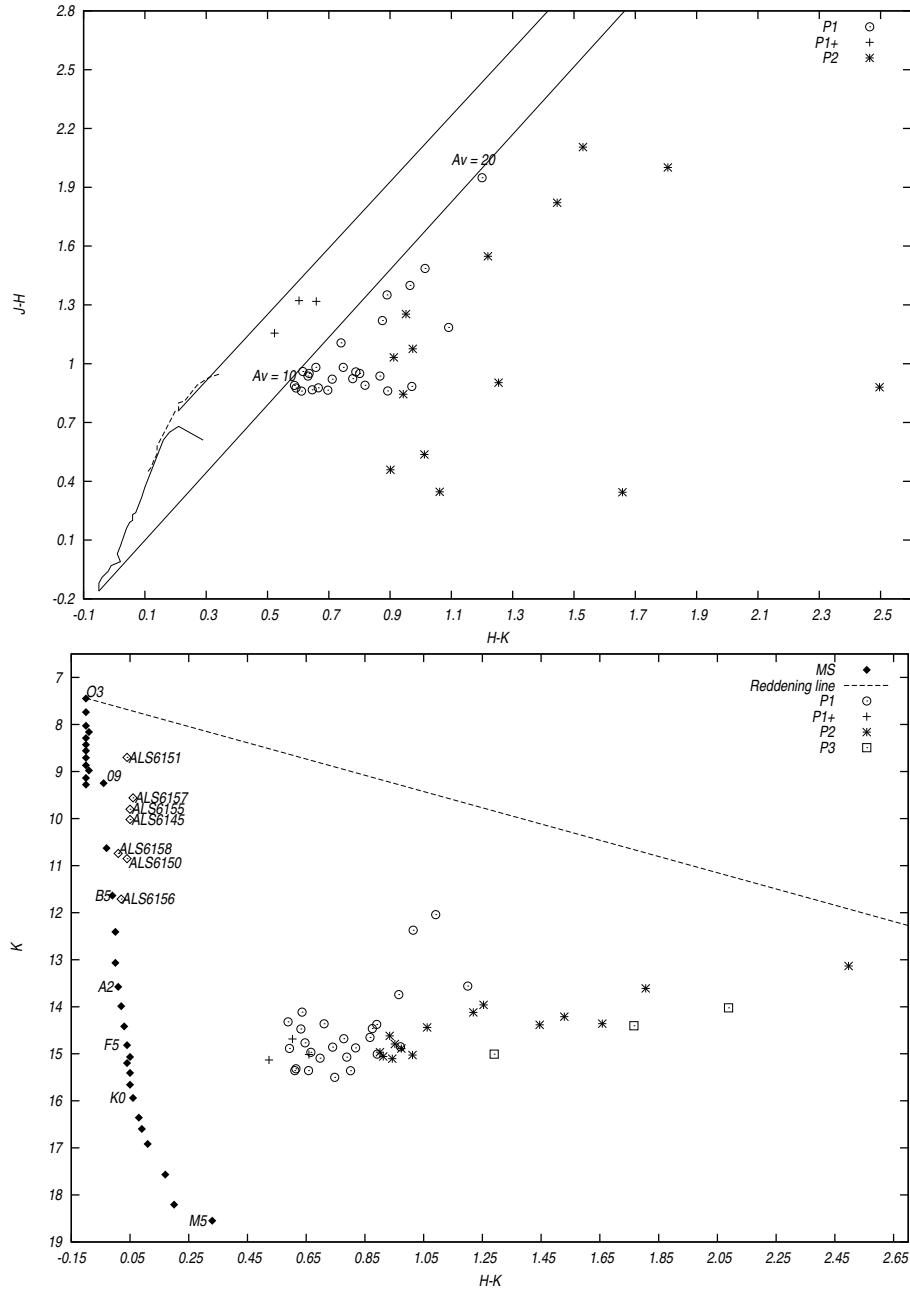 2.8
2.5
2.2
1.9
1.6
1.3
1
0.7
0.4
0.1
-0.2
J-H
P1
P1+
P2
Av = 20
Av = 10
-0.1 0.1 0.3 0.5 0.7 0.9 1.1 1.3 1.5 1.7 1.9 2.1 2.3 2.5
H-K
7
8
9
10
11
12
13
14
15
16
17
18
19
K
MS
Reddening line
P1
P1+
P2
P3
O3
ALS6151
09
ALS6157
ALS6155
ALS6145
ALS6158
ALS6150
B5
ALS6156
A2
F5
K0
M5
-0.15 0.05 0.25 0.45 0.65 0.85 1.05 1.25 1.45 1.65 1.85 2.05 2.25 2.45 2.65
H-K